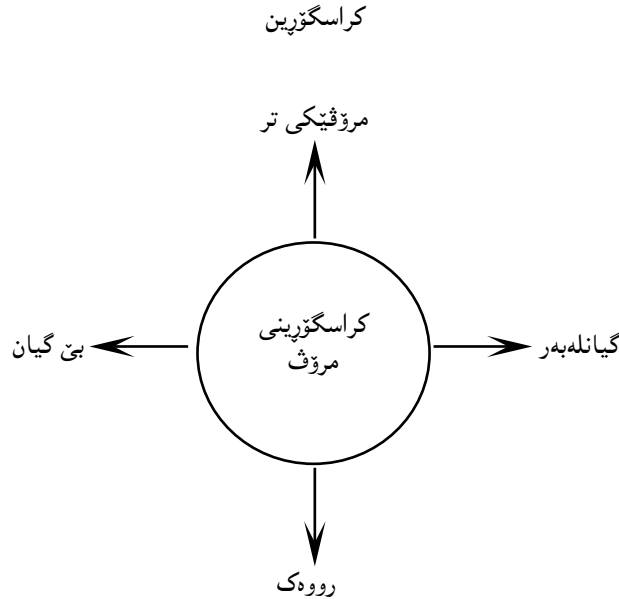 کراسگۆڕین
مرۆڤێکی تر
کراسگۆڕینی
مرۆڤ
گیانلەبەر
بێ گیان
رووەک